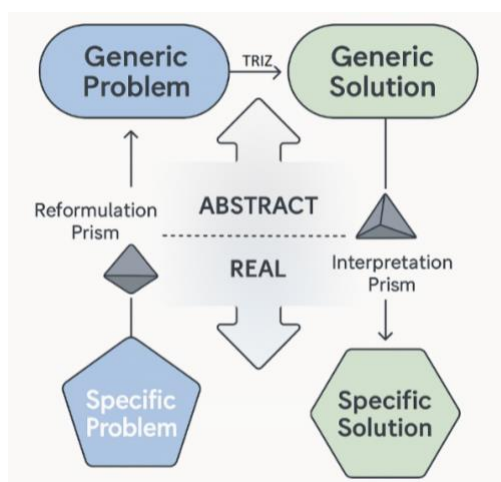 Generic
Problem
TRIZ
Generic
Solution
Reformulation
Prism
ABSTRACT
REAL
Interpretation
Prism
Specific
Problem
Specific
Solution